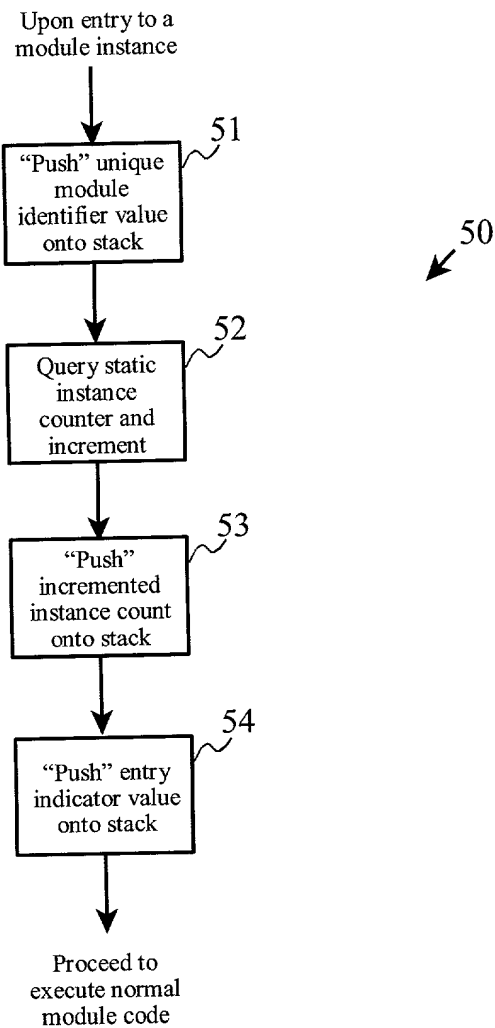 Upon entry to a
module instance
51
“Push” unique
module
identifier value
onto stack
50
52
Query static
instance
counter and
increment
53
“Push”
incremented
instance count
onto stack
54
“Push” entry
indicator value
onto stack
Proceed to
execute normal
module code